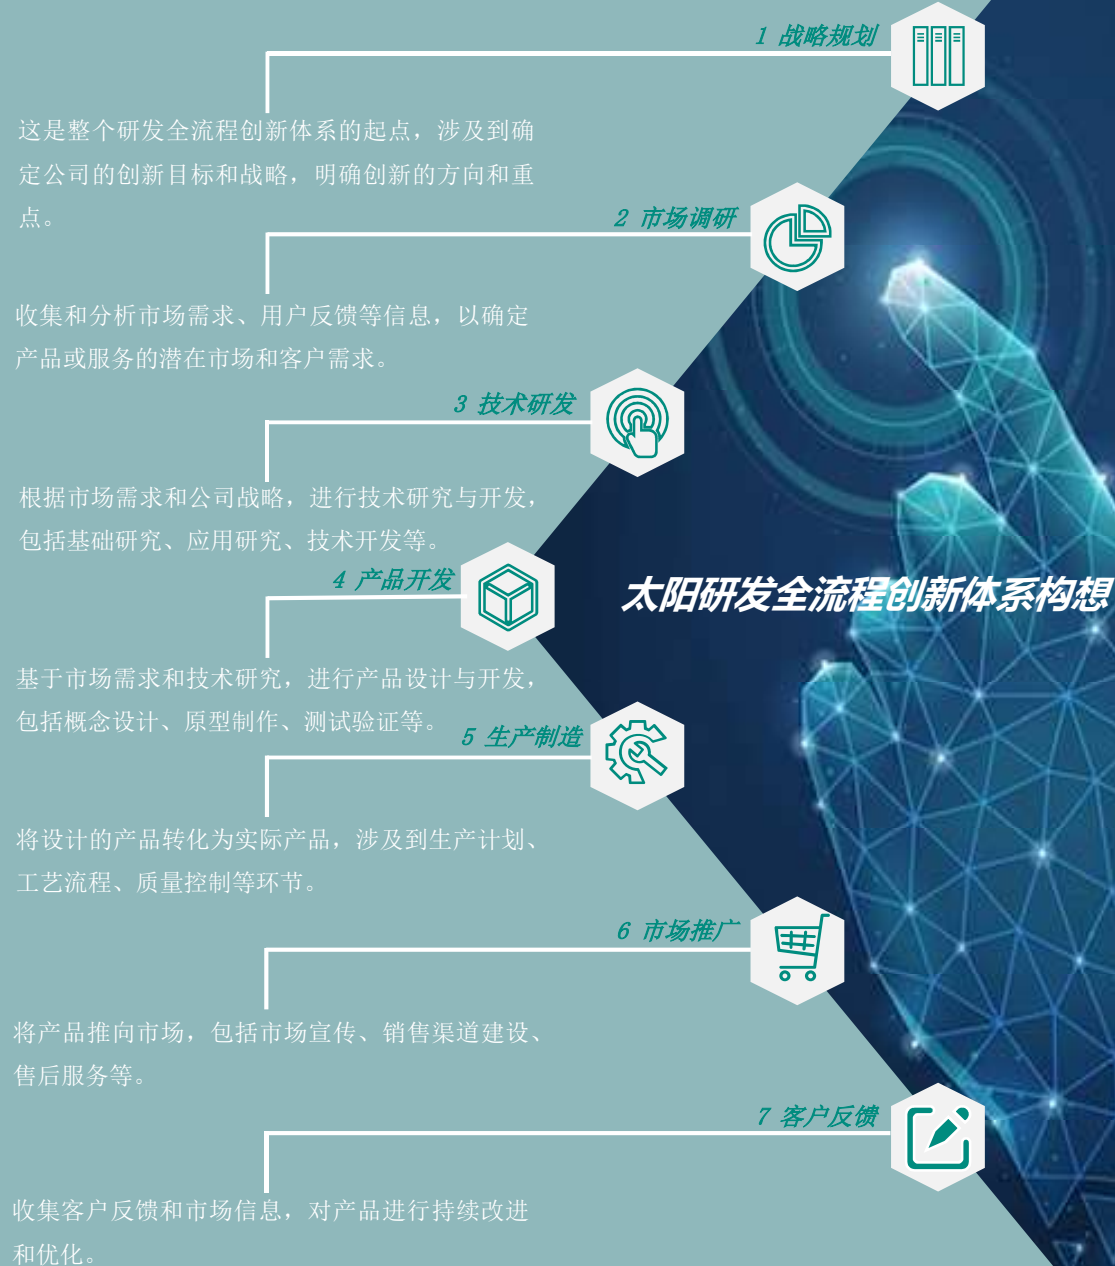 1 战略规划
这是整个研发全流程创新体系的起点，涉及到确
定公司的创新目标和战略，明确创新的方向和重
点。
2 市场调研
收集和分析市场需求、用户反馈等信息，以确定
产品或服务的潜在市场和客户需求。
3 技术研发
根据市场需求和公司战略，进行技术研究与开发，
包括基础研究、应用研究、技术开发等。
4 产品开发
太阳研发全流程创新体系构想
基于市场需求和技术研究，进行产品设计与开发，
包括概念设计、原型制作、测试验证等。
5 生产制造
将设计的产品转化为实际产品，涉及到生产计划、
工艺流程、质量控制等环节。
6 市场推广
将产品推向市场，包括市场宣传、销售渠道建设、
售后服务等。
7 客户反馈
收集客户反馈和市场信息，对产品进行持续改进
和优化。